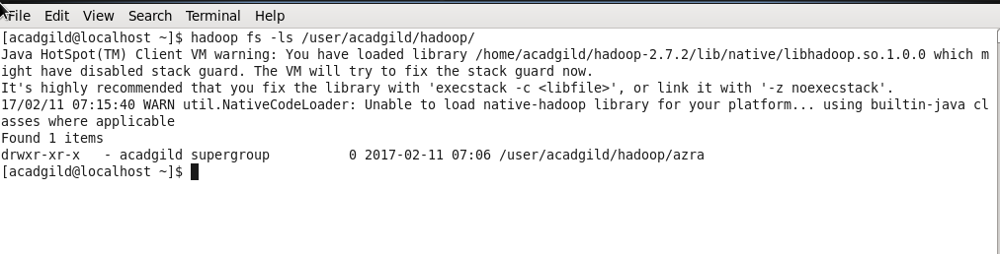 File Edit View Search Terminal Help
[acadgild@localhost ~]$ hadoop fs -ls /user/acadgild/hadoop/
Java HotSpot(TM) Client VM warning: You have loaded library /home/acadgild/hadoop-2.7.2/lib/native/libhadoop.so.1.0.0 which m
ight have disabled stack guard. The VM will try to fix the stack guard now.
It's highly recommended that you fix the library with 'execstack -c <libfile>', or link it with '-z noexecstack'.
17/02/11 07:15:40 WARN util.NativeCodeLoader: Unable to load native-hadoop library for your platform... using builtin-java cl
asses where applicable
Found 1 items
drwxr-xr-x   - acadgild supergroup          0 2017-02-11 07:06 /user/acadgild/hadoop/azra
[acadgild@localhost ~]$